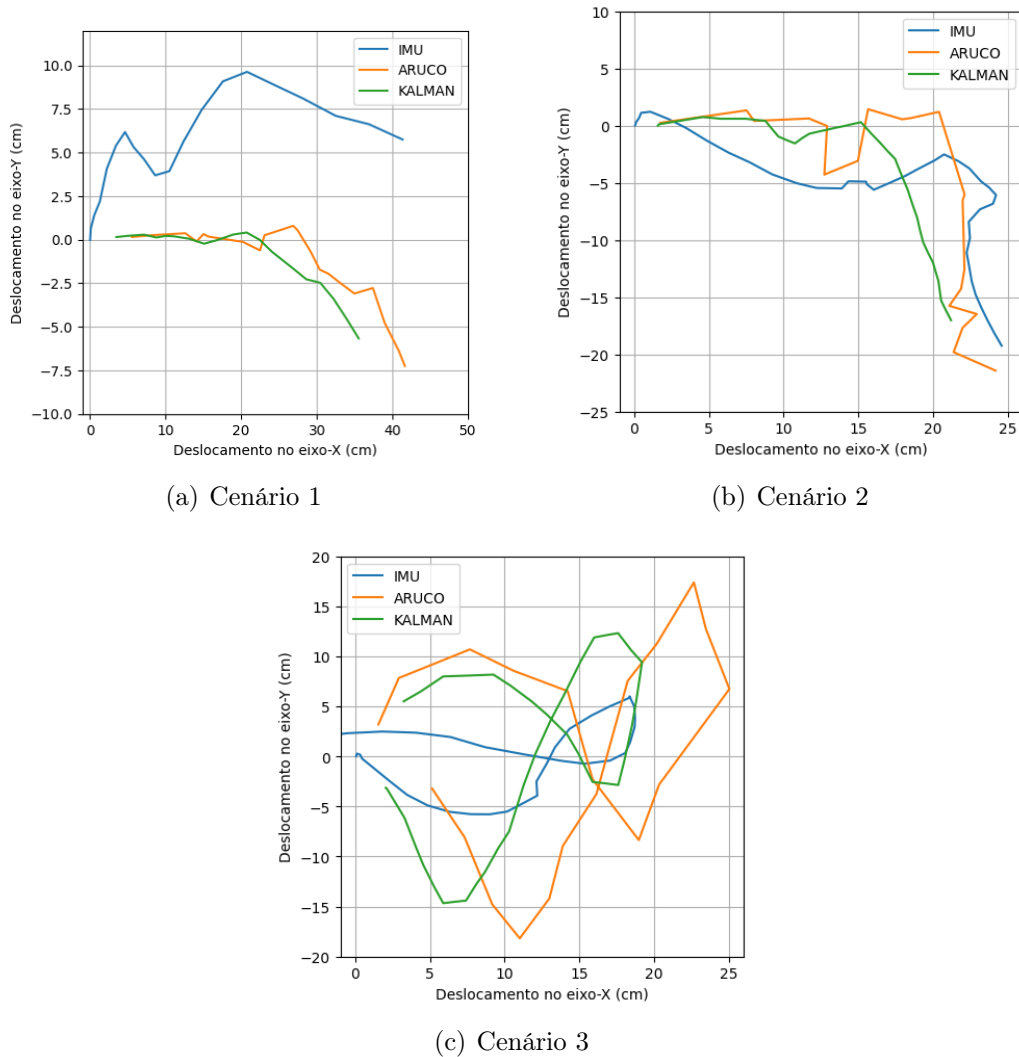 IMU
ARUCO
KALMAN
10.0
7.5
5.0
2.5
0.0
−2.5
−5.0
−7.5
−10.0
Deslocamento no eixo-Y (cm)
0 10 20 30 40 50
Deslocamento no eixo-X (cm)
(a) Cenário 1
IMU
ARUCO
KALMAN
10
5
0
−5
−10
−15
−20
−25
Deslocamento no eixo-Y (cm)
0 5 10 15 20 25
Deslocamento no eixo-X (cm)
(b) Cenário 2
IMU
ARUCO
KALMAN
20
15
10
5
0
−5
−10
−15
−20
Deslocamento no eixo-Y (cm)
0 5 10 15 20 25
Deslocamento no eixo-X (cm)
(c) Cenário 3